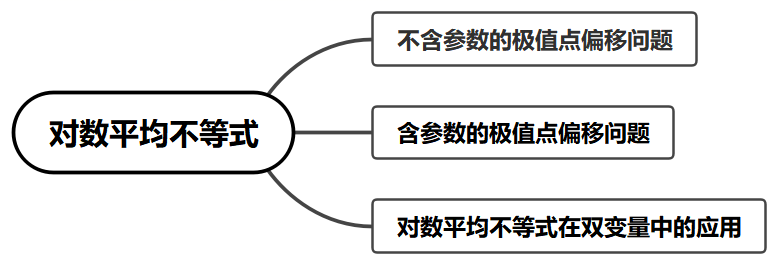 不含参数的极值点偏移问题
对数平均不等式
含参数的极值点偏移问题
对数平均不等式在双变量中的应用